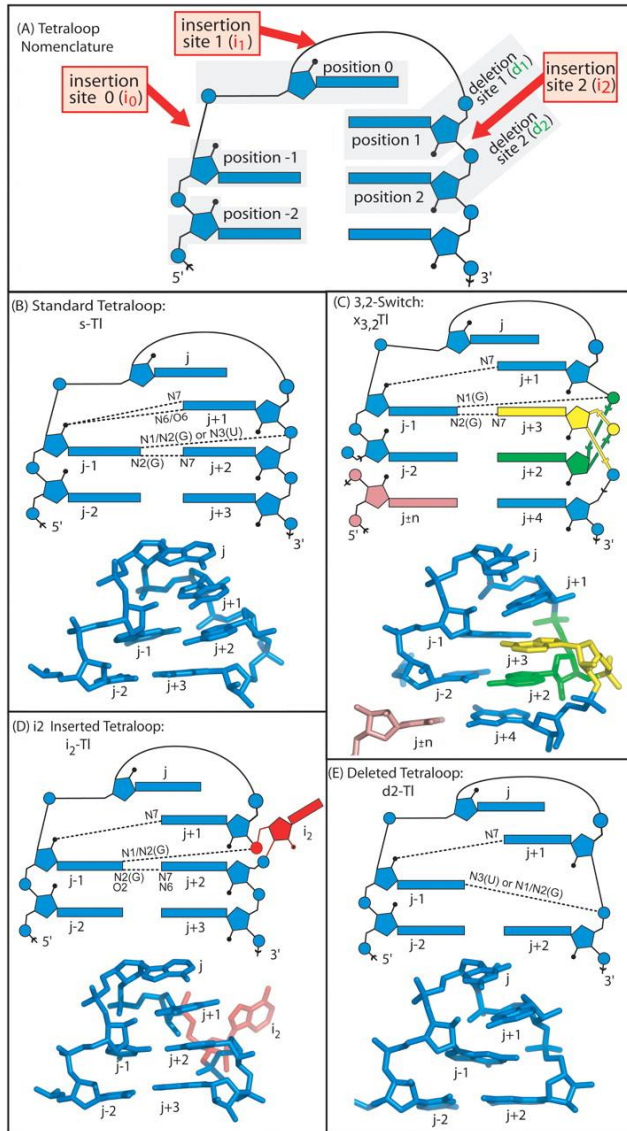 (A) Tetraloop
Nomenclature
insertion
site 1 (i1)
insertion
site 0 (i0)
position 0
deletion
site 1 (d1)
insertion
site 2 (i2)
position 1
deletion
site 2 (d2)
position -1
position 2
position -2
5'
3'
(B) Standard Tetraloop:
s-Tl
j
N7
N6/O6
j+1
N1/N2(G) or N3(U)
j-1
N2(G)
N7
j+2
j-2
j+3
5'
3'
j
j+1
j-1
j+2
j-2
j+3
(C) 3,2-Switch:
x3,2Tl
j
N7
j+1
N1(G)
j-1
N2(G)
N7
j+3
j-2
j+2
j±n
j+4
5'
3'
j
j+1
j-1
j+3
j-2
j+2
j±n
j+4
(D) i2 Inserted Tetraloop:
i2-Tl
j
N7
j+1
i2
N1/N2(G)
j-1
N2(G)
O2
N7
N6
j+2
j-2
j+3
5'
3'
j
j+1
i2
j-1
j+2
j-2
j+3
(E) Deleted Tetraloop:
d2-Tl
j
N7
j+1
N3(U) or N1/N2(G)
j-1
j-2
j+2
5'
3'
j
j+1
j-1
j-2
j+2